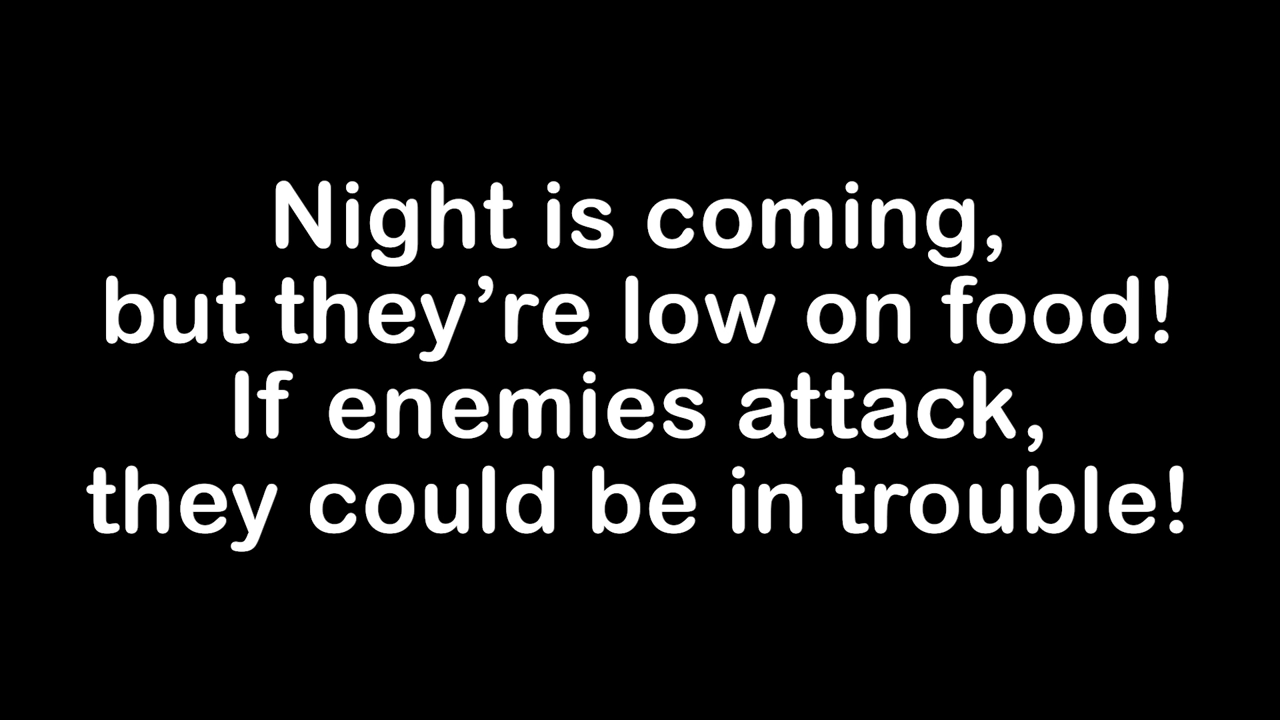 Night is coming,
but they’re low on food!
If enemies attack,
they could be in trouble!